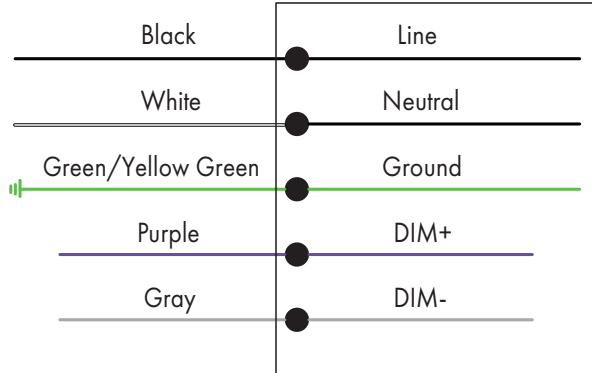 Black Line
White Neutral
Green/Yellow Green Ground
Purple DIM+
Gray DIM-